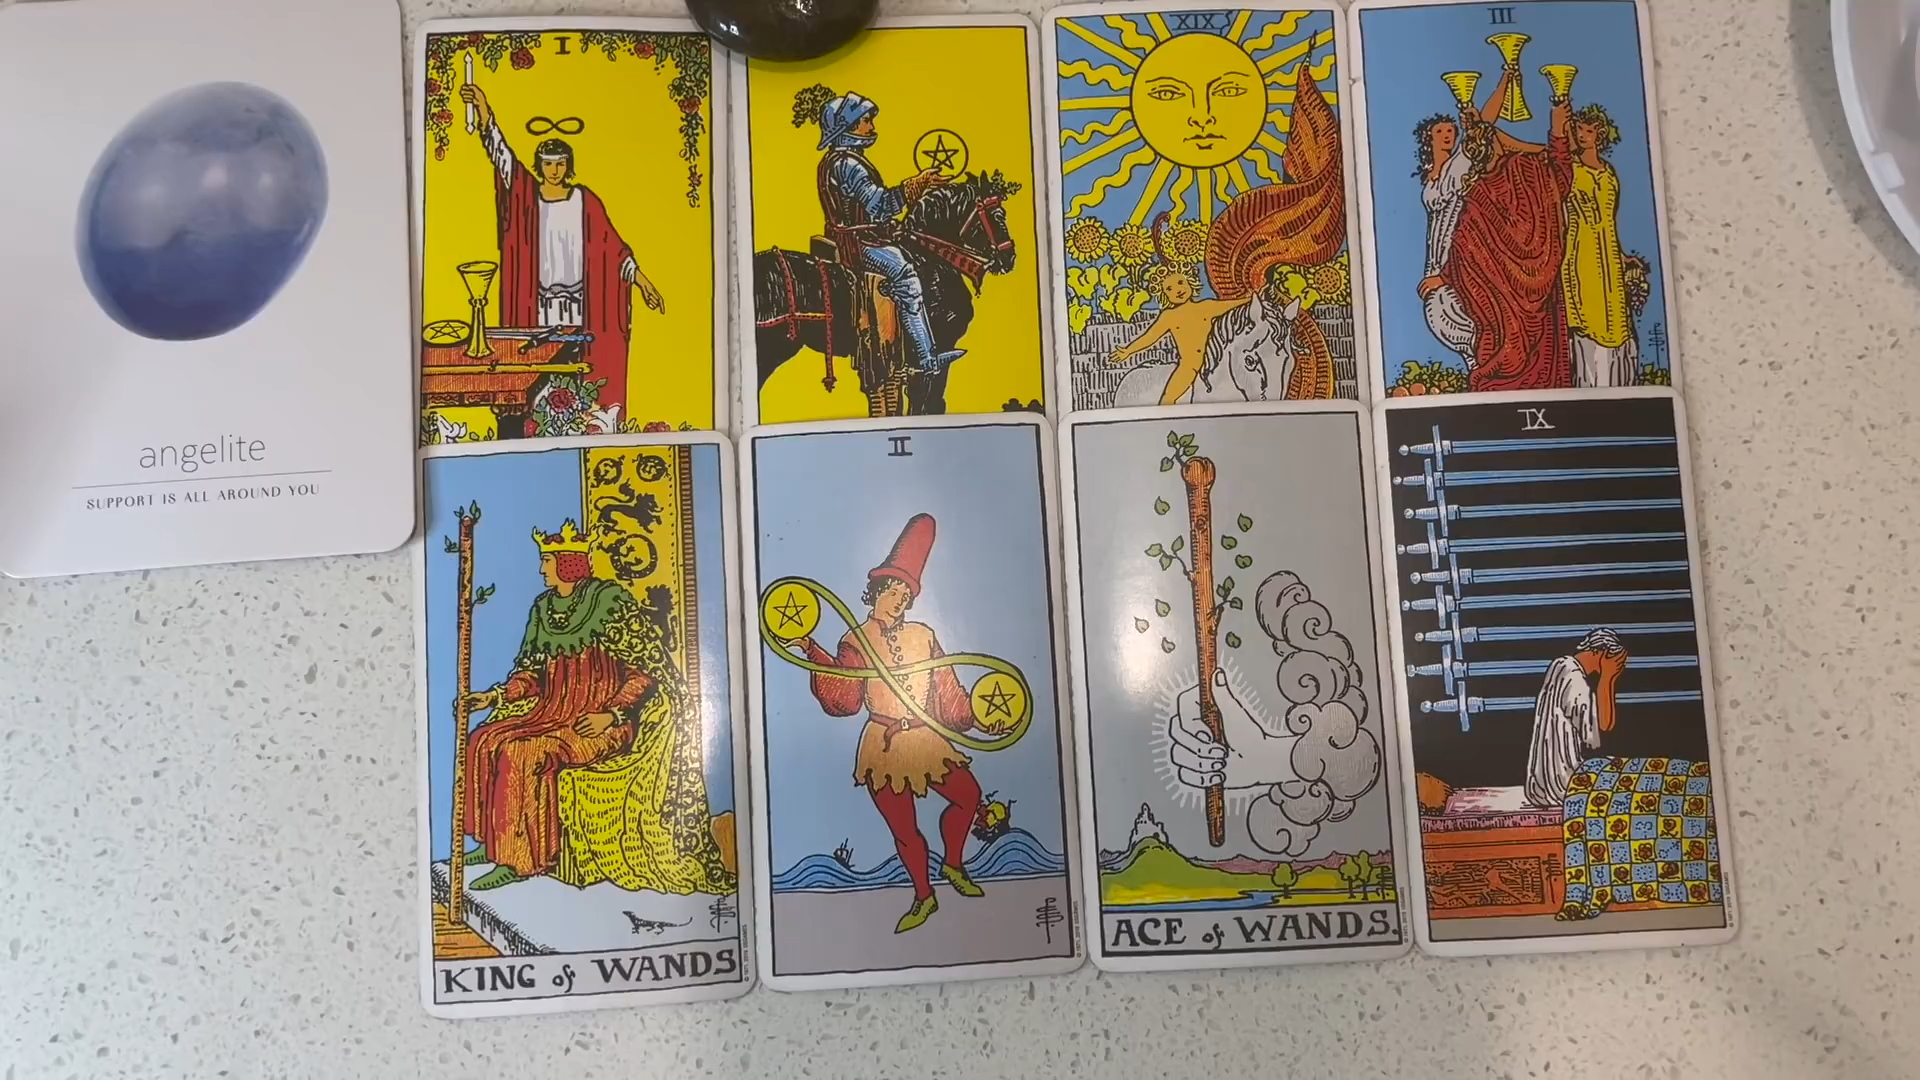 angelite
SUPPORT IS ALL AROUND YOU
I
XIX
III
KING of WANDS
II
ACE of WANDS.
IX